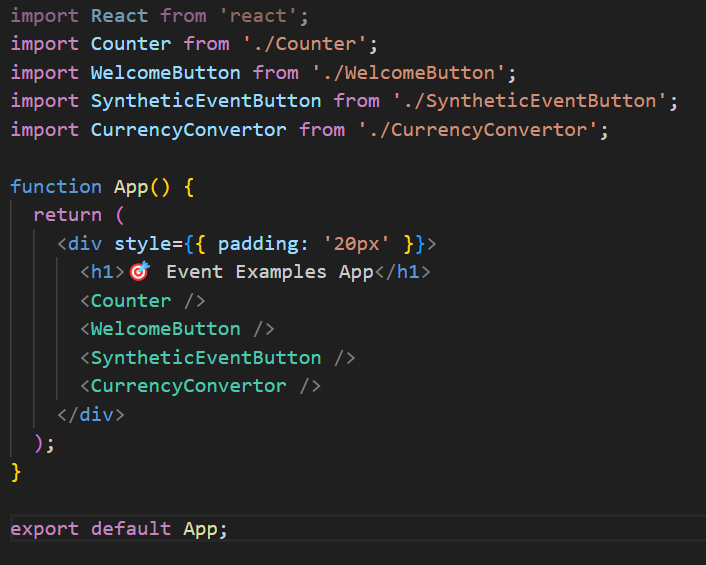 import React from 'react';
import Counter from './Counter';
import WelcomeButton from './WelcomeButton';
import SyntheticEventButton from './SyntheticEventButton';
import CurrencyConvertor from './CurrencyConvertor';

function App() {
  return (
    <div style={{ padding: '20px' }}>
      <h1>🎯 Event Examples App</h1>
      <Counter />
      <WelcomeButton />
      <SyntheticEventButton />
      <CurrencyConvertor />
    </div>
  );
}

export default App;